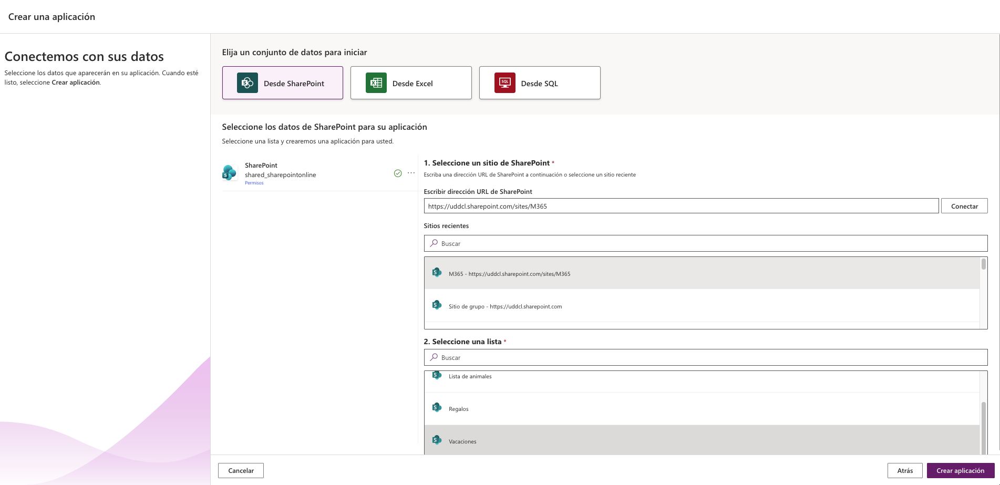 Crear una aplicación
Conectemos con sus datos
Seleccione los datos que aparecerán en su aplicación. Cuando esté
listo, seleccione Crear aplicación.
Elija un conjunto de datos para iniciar
Desde SharePoint
Desde Excel
SQL
Desde SQL
Seleccione los datos de SharePoint para su aplicación
Seleccione una lista y crearemos una aplicación para usted.
SharePoint
shared_sharepointonline
Permisos
...
1. Seleccione un sitio de SharePoint *
Escriba una dirección URL de SharePoint a continuación o seleccione un sitio reciente
Escribir dirección URL de SharePoint
https://uddcl.sharepoint.com/sites/M365
Conectar
Sitios recientes
Buscar
M365 - https://uddcl.sharepoint.com/sites/M365
Sitio de grupo - https://uddcl.sharepoint.com
2. Seleccione una lista *
Buscar
Lista de animales
Regalos
Vacaciones
Cancelar
Atrás
Crear aplicación